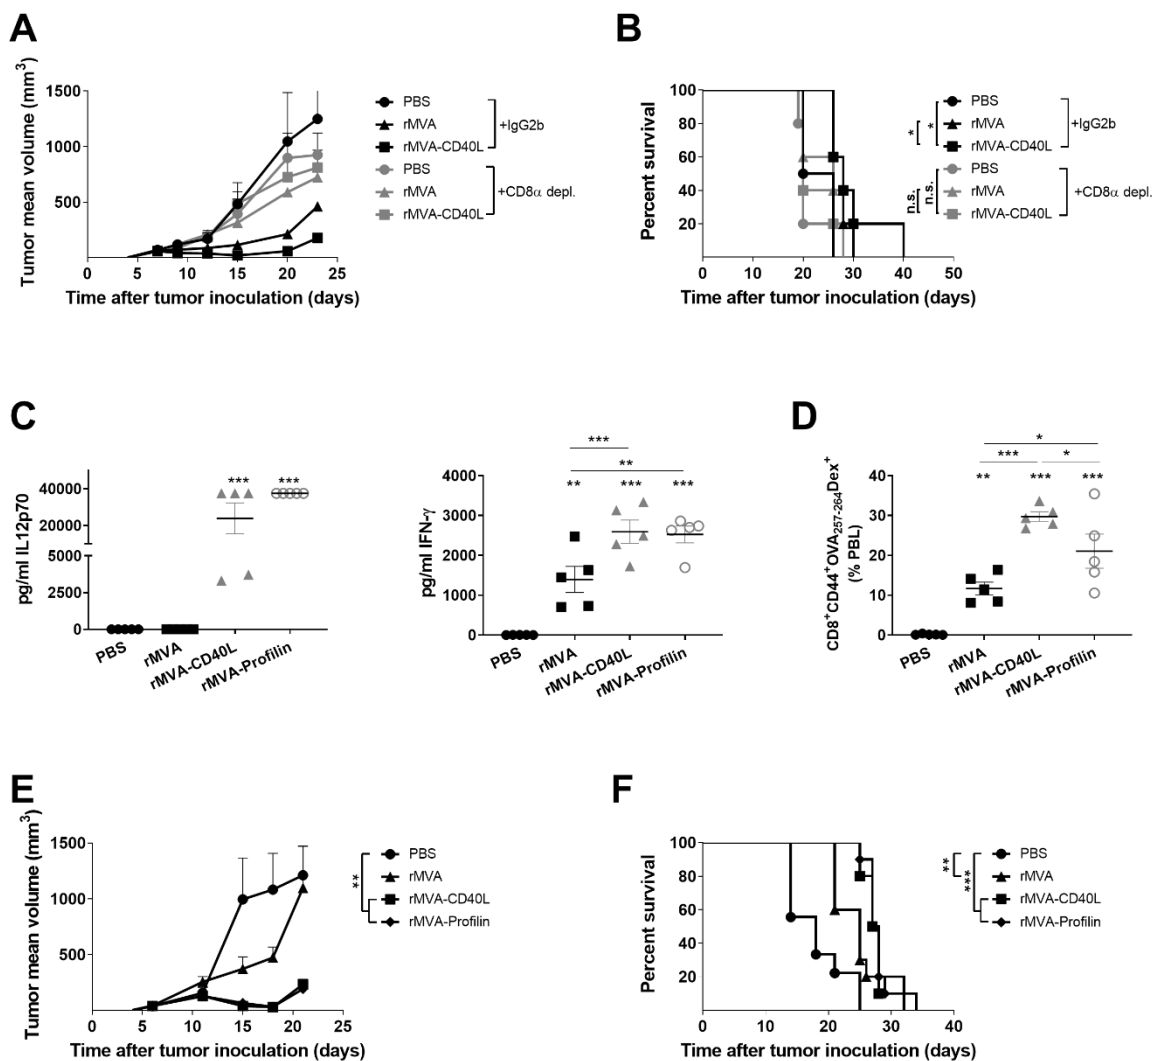 A
Tumor mean volume (mm³)
1500
1000
500
0 5 10 15 20 25
Time after tumor inoculation (days)
PBS
rMVA
rMVA-CD40L
+IgG2b
PBS
rMVA
rMVA-CD40L
+CD8α depl.
B
Percent survival
100
80
60
40
20
0 10 20 30 40 50
Time after tumor inoculation (days)
PBS
rMVA
rMVA-CD40L
+IgG2b
* *
PBS
rMVA
rMVA-CD40L
+CD8α depl.
n.s. n.s.
C
pg/ml IL12p70
40000
20000
5000
2500
0
*** ***
PBS
rMVA
rMVA-CD40L
rMVA-Profilin
pg/ml IFN-γ
4000
3000
2000
1000
0
***
**
** *** ***
PBS
rMVA
rMVA-CD40L
rMVA-Profilin
D
CD8⁺CD44⁺OVA₂₅₇₋₂₆₄Dex⁺
(% PBL)
40
30
20
10
0
*
*** *
** *** ***
PBS
rMVA
rMVA-CD40L
rMVA-Profilin
E
Tumor mean volume (mm³)
1500
1000
500
0 5 10 15 20 25
Time after tumor inoculation (days)
**
PBS
rMVA
rMVA-CD40L
rMVA-Profilin
F
Percent survival
100
80
60
40
20
0 10 20 30 40
Time after tumor inoculation (days)
** ***
PBS
rMVA
rMVA-CD40L
rMVA-Profilin